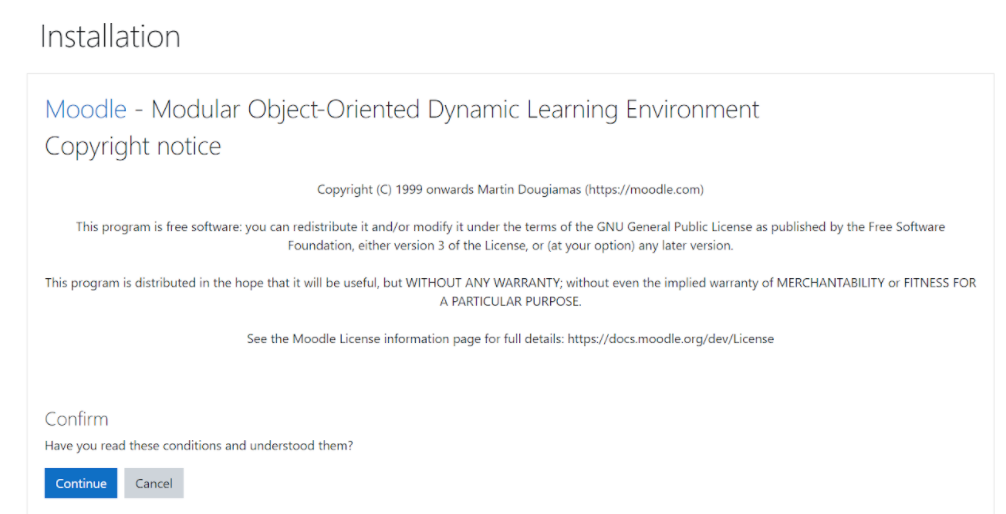 Installation
Moodle - Modular Object-Oriented Dynamic Learning Environment
Copyright notice
Copyright (C) 1999 onwards Martin Dougiamas (https://moodle.com)
This program is free software: you can redistribute it and/or modify it under the terms of the GNU General Public License as published by the Free Software
Foundation, either version 3 of the License, or (at your option) any later version.
This program is distributed in the hope that it will be useful, but WITHOUT ANY WARRANTY; without even the implied warranty of MERCHANTABILITY or FITNESS FOR
A PARTICULAR PURPOSE.
See the Moodle License information page for full details: https://docs.moodle.org/dev/License
Confirm
Have you read these conditions and understood them?
Continue Cancel